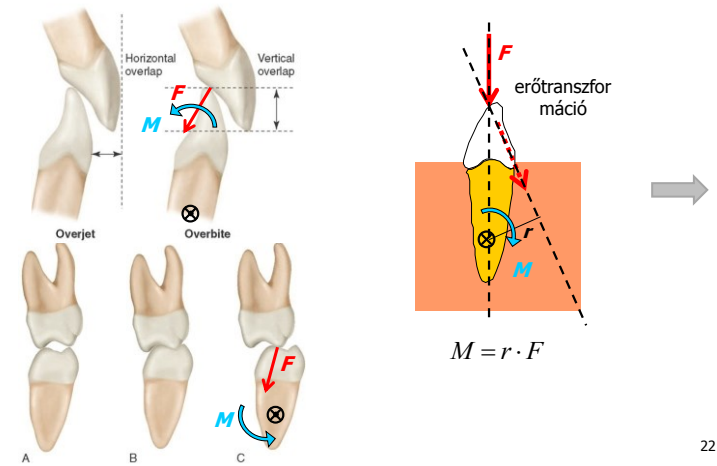 Horizontal
overlap
Vertical
overlap
F
M
Overjet
Overbite
F
M
A
B
C
F
erőtranszfor
máció
r
M
M = r · F
22